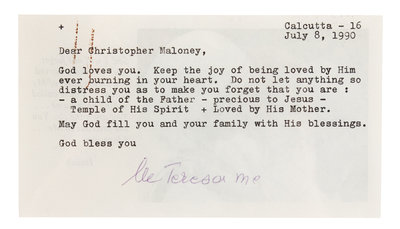 + Calcutta - 16
July 8, 1990
Dear Christopher Maloney,
God loves you. Keep the joy of being loved by Him
ever burning in your heart. Do not let anything so
distress you as to make you forget that you are :
- a child of the Father - precious to Jesus -
Temple of His Spirit + Loved by His Mother.
May God fill you and your family with His blessings.
God bless you
Teresa mc